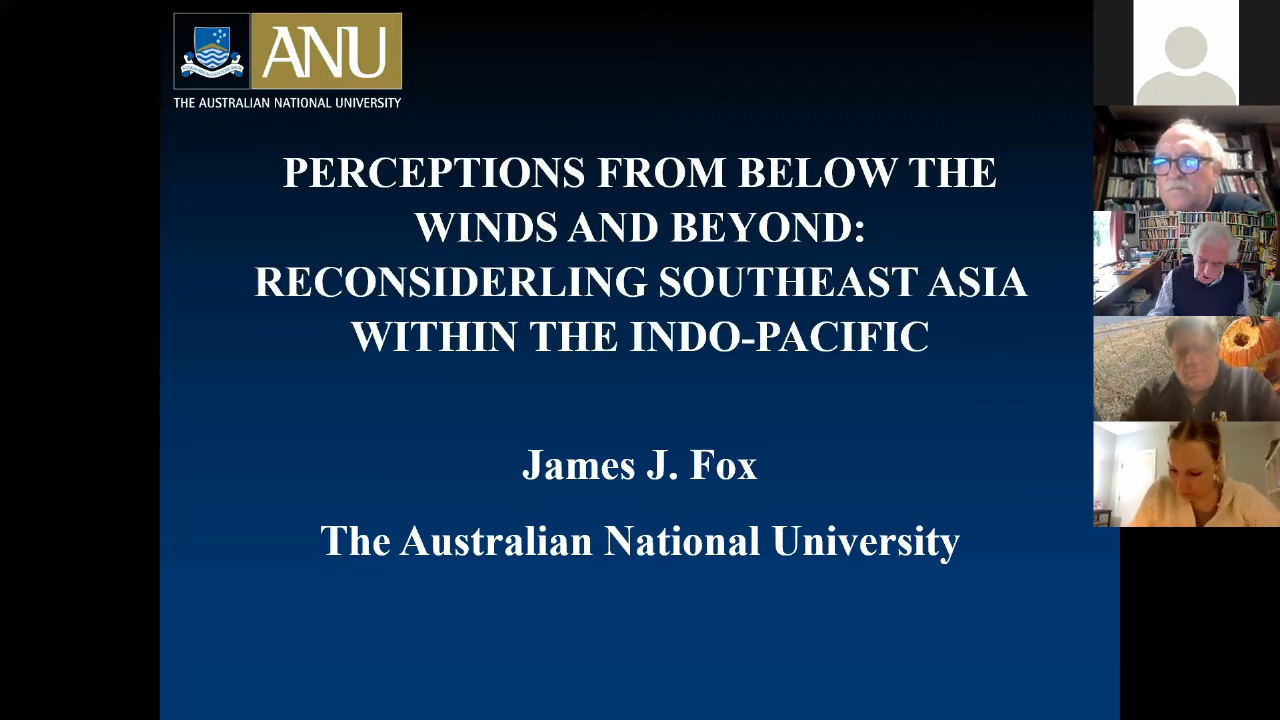 ANU
THE AUSTRALIAN NATIONAL UNIVERSITY
PERCEPTIONS FROM BELOW THE
WINDS AND BEYOND:
RECONSIDERLING SOUTHEAST ASIA
WITHIN THE INDO-PACIFIC
James J. Fox
The Australian National University